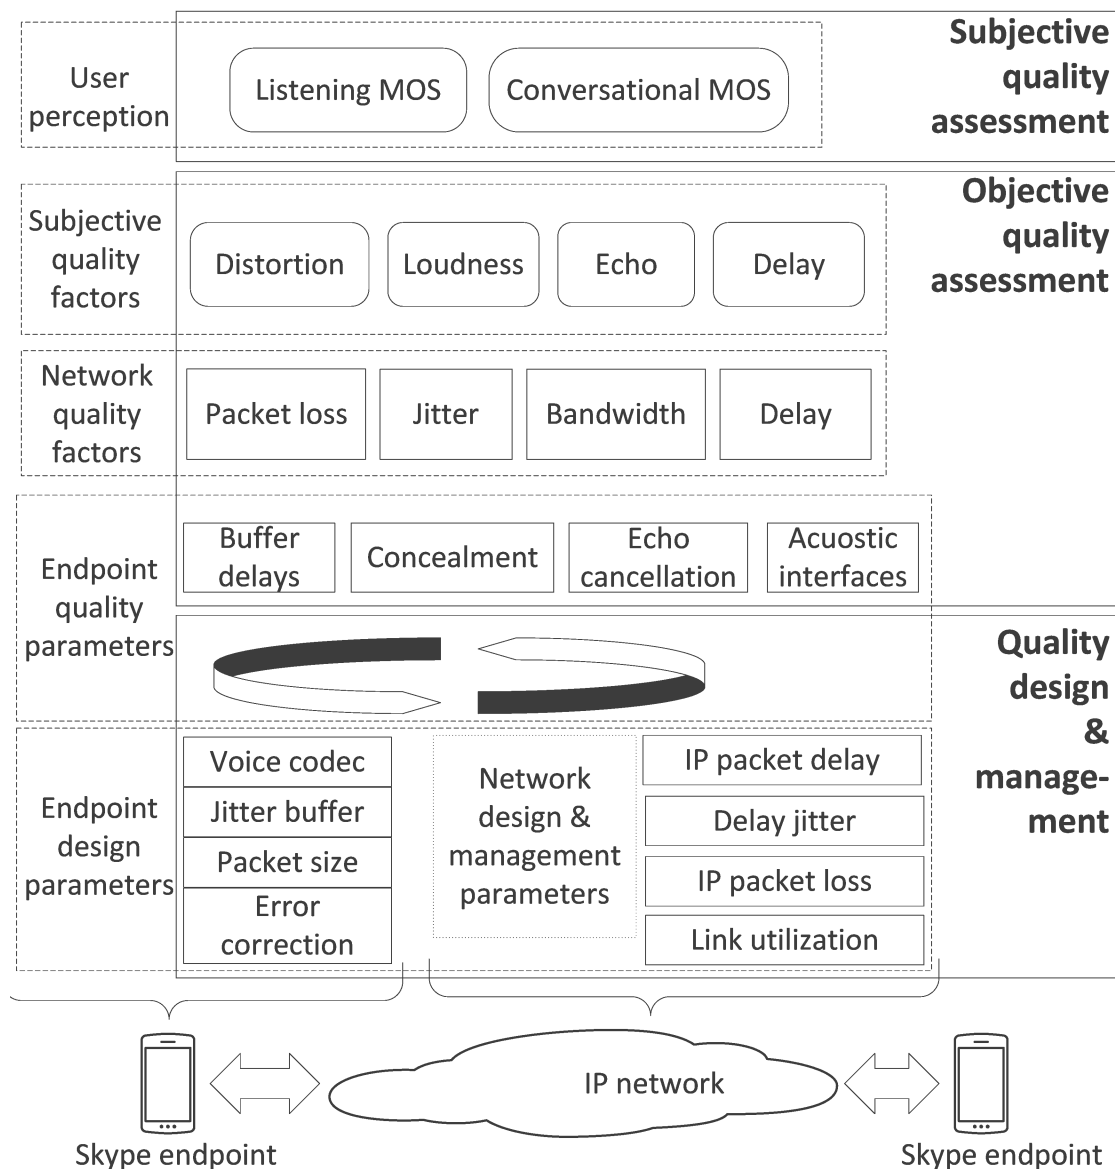 Subjective
quality
assessment
User
perception
Listening MOS
Conversational MOS
Objective
quality
assessment
Subjective
quality
factors
Distortion
Loudness
Echo
Delay
Network
quality
factors
Packet loss
Jitter
Bandwidth
Delay
Endpoint
quality
parameters
Buffer
delays
Concealment
Echo
cancellation
Acuostic
interfaces
Quality
design
&
manage-
ment
Endpoint
design
parameters
Voice codec
Jitter buffer
Packet size
Error
correction
Network
design &
management
parameters
IP packet delay
Delay jitter
IP packet loss
Link utilization
IP network
Skype endpoint
Skype endpoint